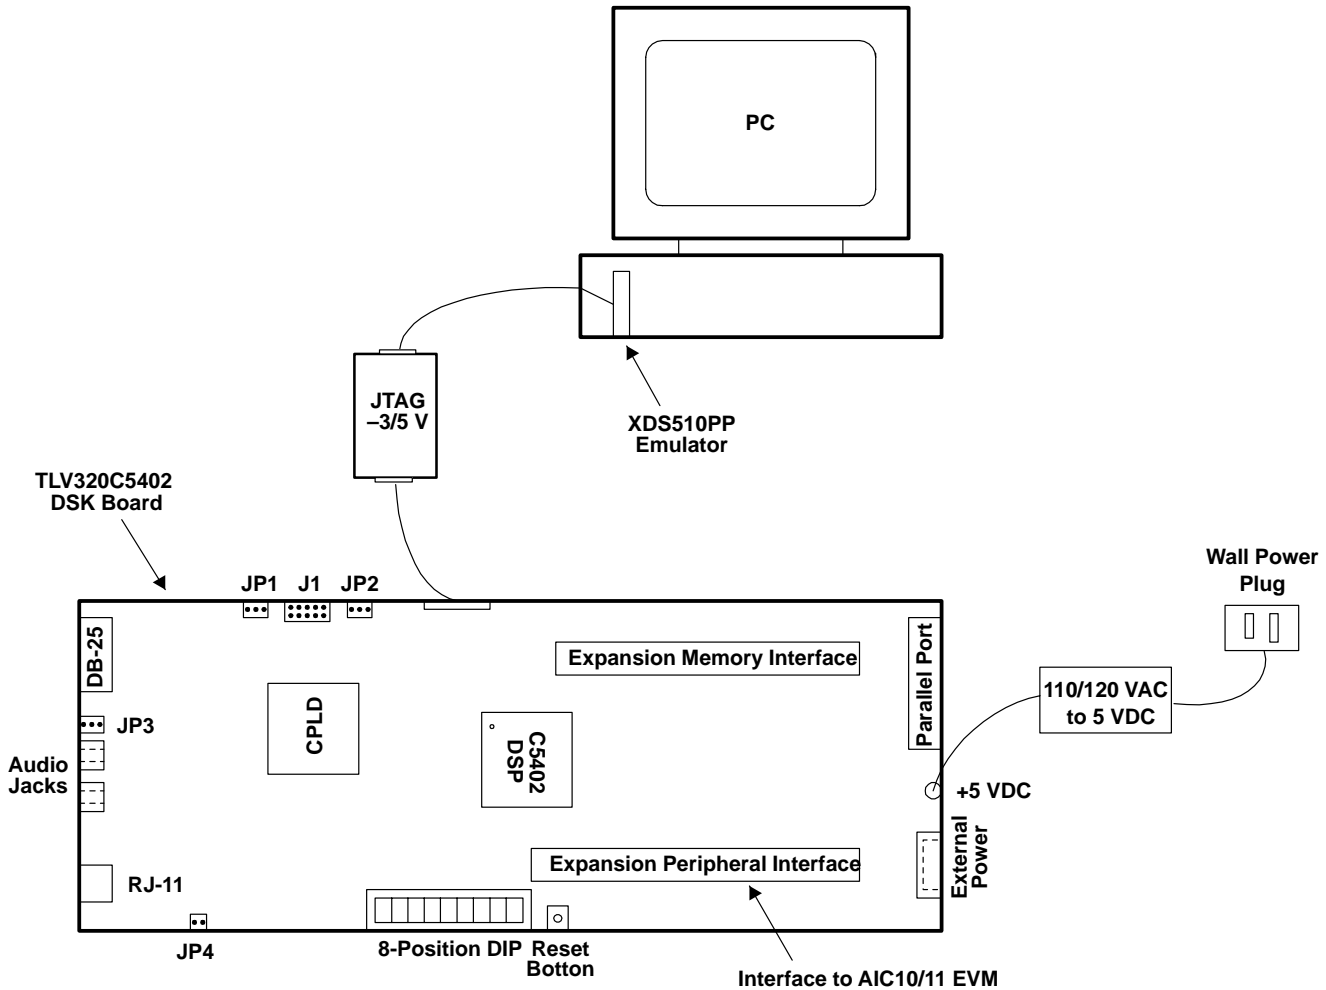 PC
JTAG
–3/5 V
XDS510PP
Emulator
TLV320C5402
DSK Board
Wall Power
Plug
JP1
J1
JP2
DB-25
Expansion Memory Interface
Parallel Port
110/120 VAC
to 5 VDC
CPLD
JP3
C5402
DSP
Audio
Jacks
+5 VDC
External
Power
Expansion Peripheral Interface
RJ-11
JP4
8-Position DIP
Reset
Botton
Interface to AIC10/11 EVM